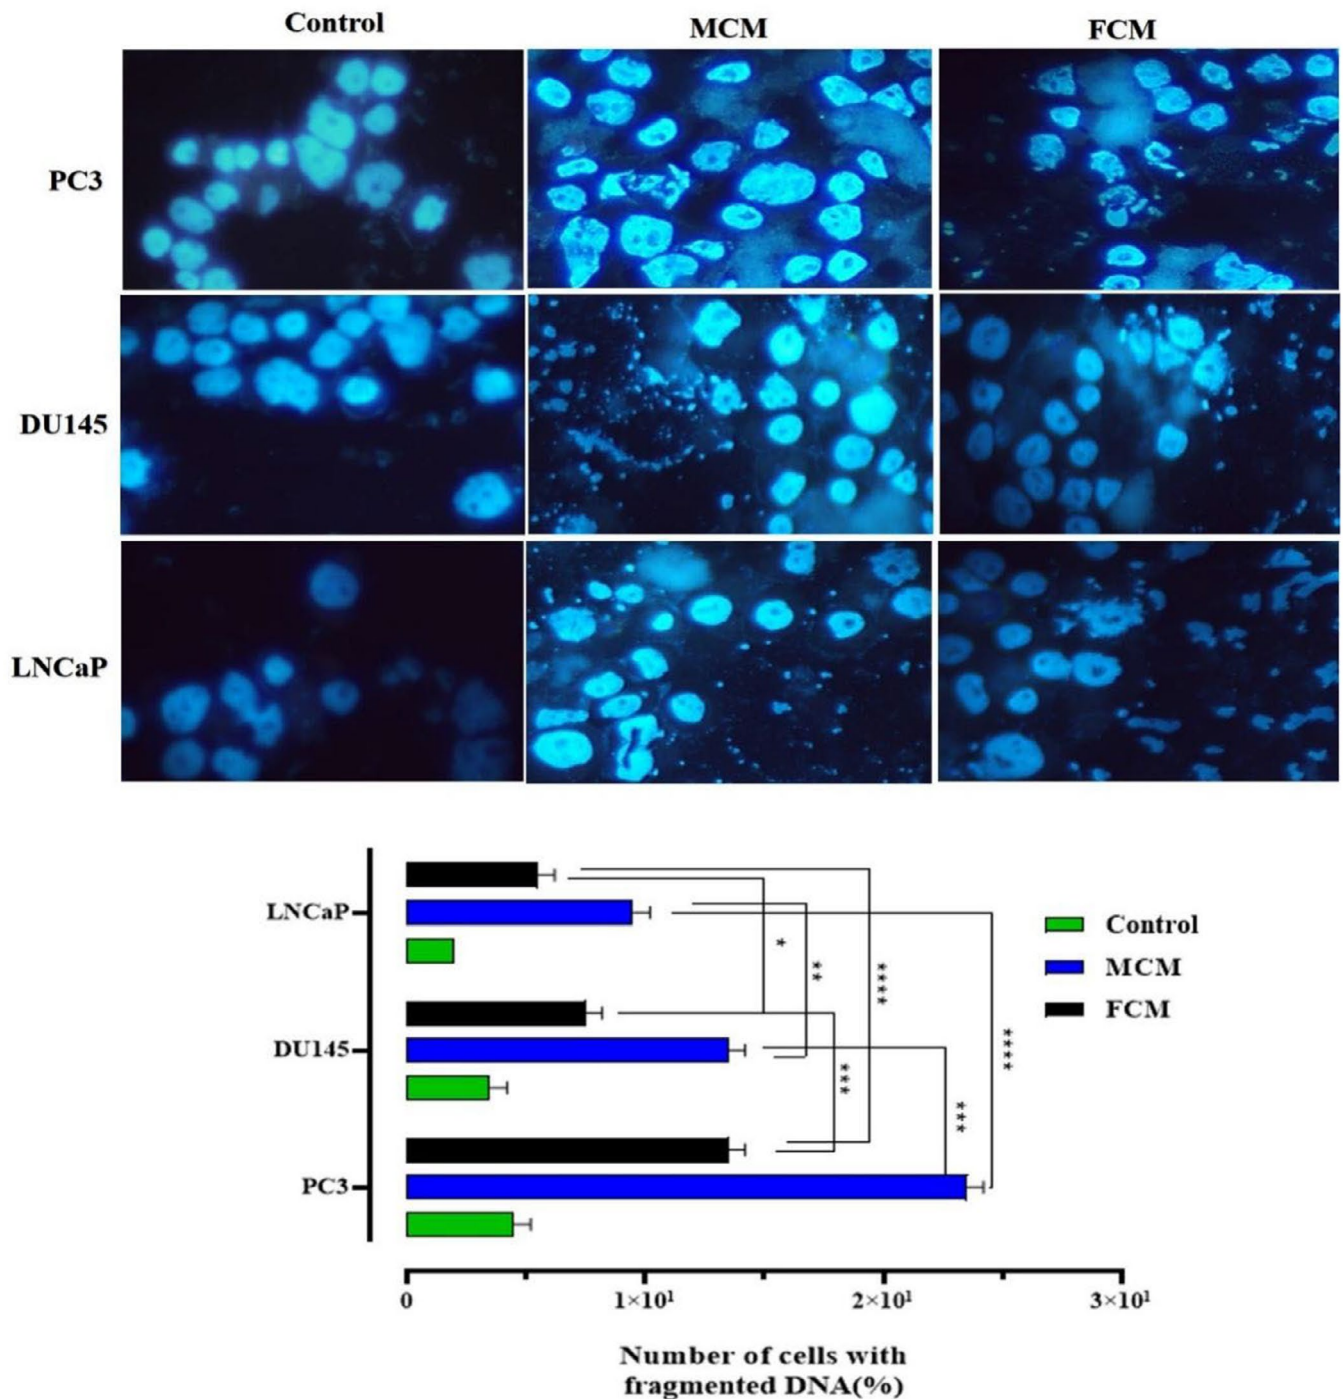 Control
MCM
FCM
PC3
DU145
LNCaP
LNCaP
DU145
PC3
*
**
****
***
***
****
Control
MCM
FCM
0
1×10¹
2×10¹
3×10¹
Number of cells with
fragmented DNA(%)